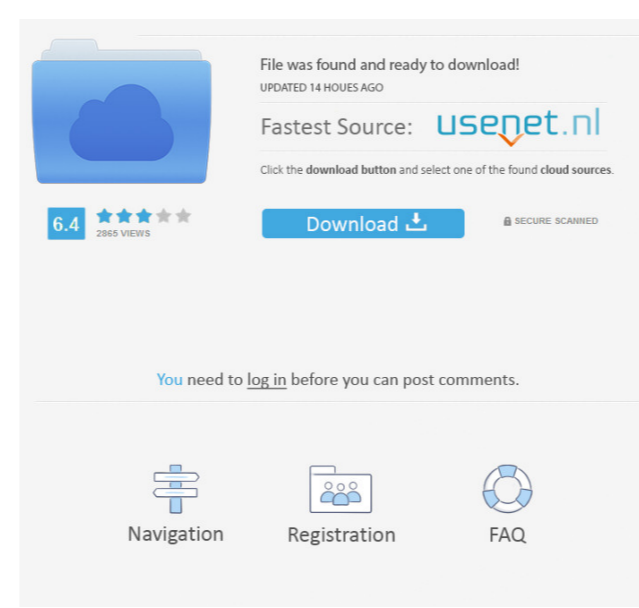 File was found and ready to download!
UPDATED 14 HOUES AGO
Fastest Source: usenet.nl
Click the download button and select one of the found cloud sources.
6.4
2865 VIEWS
Download
SECURE SCANNED
You need to log in before you can post comments.
Navigation
Registration
FAQ